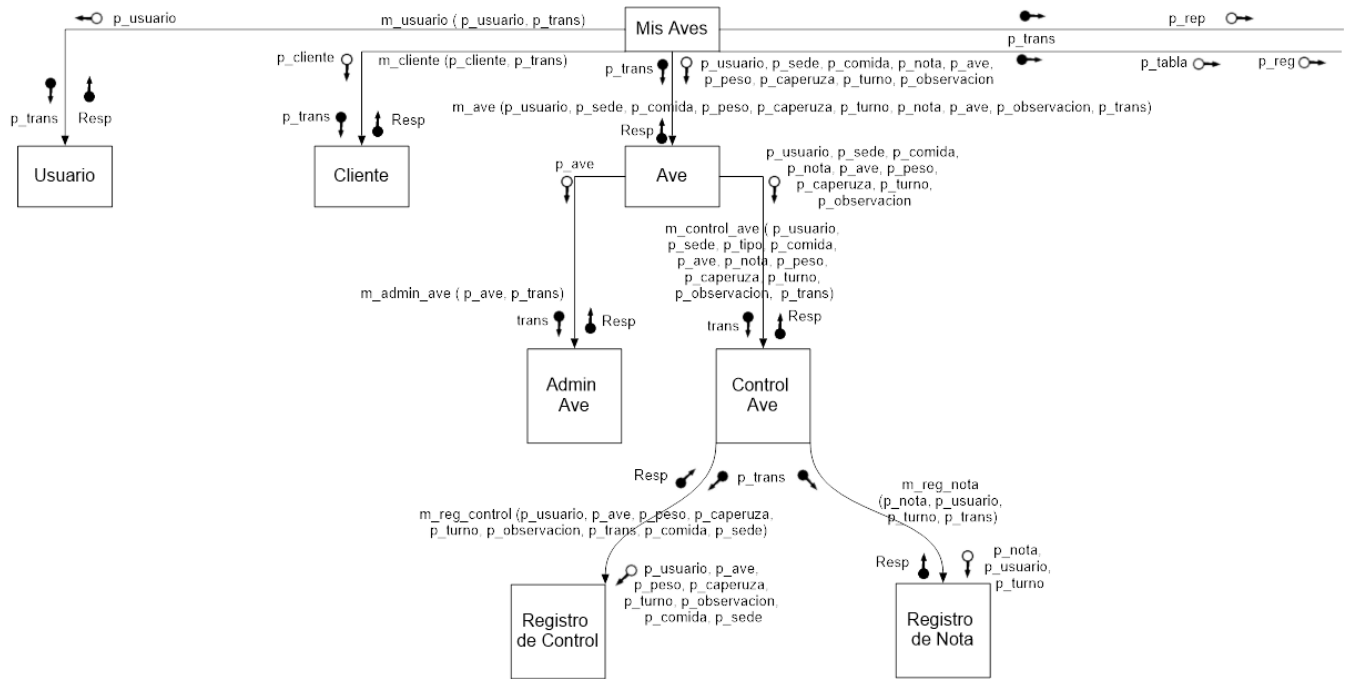 p_usuario
m_usuario ( p_usuario, p_trans)
Mis Aves
p_rep
p_trans
p_cliente
m_cliente (p_cliente, p_trans)
p_trans
p_usuario, p_sede, p_comida, p_nota, p_ave,
p_peso, p_caperuza, p_turno, p_observacion
p_tabla
p_reg
p_trans
Resp
p_trans
Resp
m_ave (p_usuario, p_sede, p_comida, p_peso, p_caperuza, p_turno, p_nota, p_ave, p_observacion, p_trans)
Resp
Usuario
Cliente
Ave
p_ave
p_usuario, p_sede, p_comida,
p_nota, p_ave, p_peso,
p_caperuza, p_turno,
p_observacion
m_control_ave ( p_usuario,
p_sede, p_tipo, p_comida,
p_ave, p_nota, p_peso,
p_caperuza, p_turno,
p_observacion, p_trans)
m_admin_ave ( p_ave, p_trans)
trans
Resp
trans
Resp
Admin
Ave
Control
Ave
Resp
p_trans
m_reg_control (p_usuario, p_ave, p_peso, p_caperuza,
p_turno, p_observacion, p_trans, p_comida, p_sede)
m_reg_nota
(p_nota, p_usuario,
p_turno, p_trans)
p_usuario, p_ave,
p_peso, p_caperuza,
p_turno, p_observacion,
p_comida, p_sede
Resp
p_nota,
p_usuario,
p_turno
Registro
de Control
Registro
de Nota